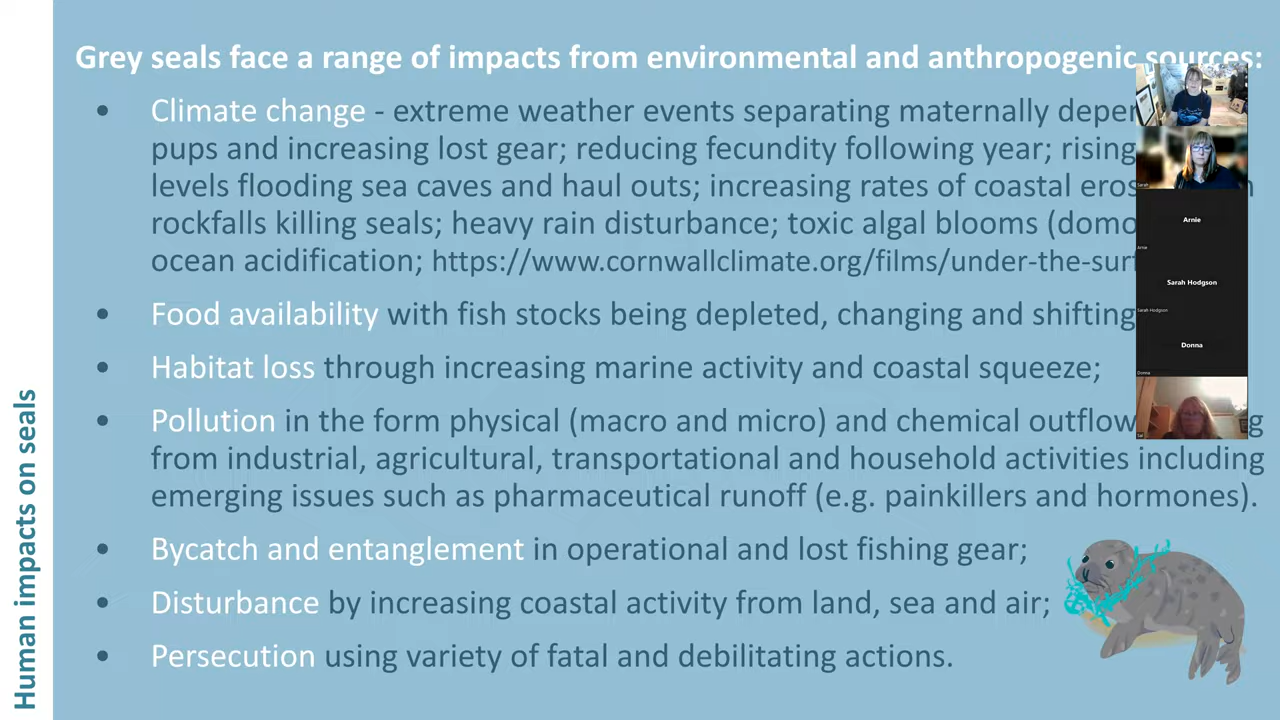 Human impacts on seals
Grey seals face a range of impacts from environmental and anthropogenic sources:
• Climate change - extreme weather events separating maternally
pups and increasing lost gear; reducing fecundity following year; rising
levels flooding sea caves and haul outs; increasing rates of coastal
rockfalls killing seals; heavy rain disturbance; toxic algal blooms
ocean acidification; https://www.cornwallclimate.org/films/under-the-
• Food availability with fish stocks being depleted, changing and shifting
• Habitat loss through increasing marine activity and coastal squeeze;
• Pollution in the form physical (macro and micro) and chemical outflow
from industrial, agricultural, transportational and household activities including
emerging issues such as pharmaceutical runoff (e.g. painkillers and hormones).
• Bycatch and entanglement in operational and lost fishing gear;
• Disturbance by increasing coastal activity from land, sea and air;
• Persecution using variety of fatal and debilitating actions.
Sarah
Arnie
Arnie
Sarah Hodgson
Sarah Hodgson
Donna
Donna